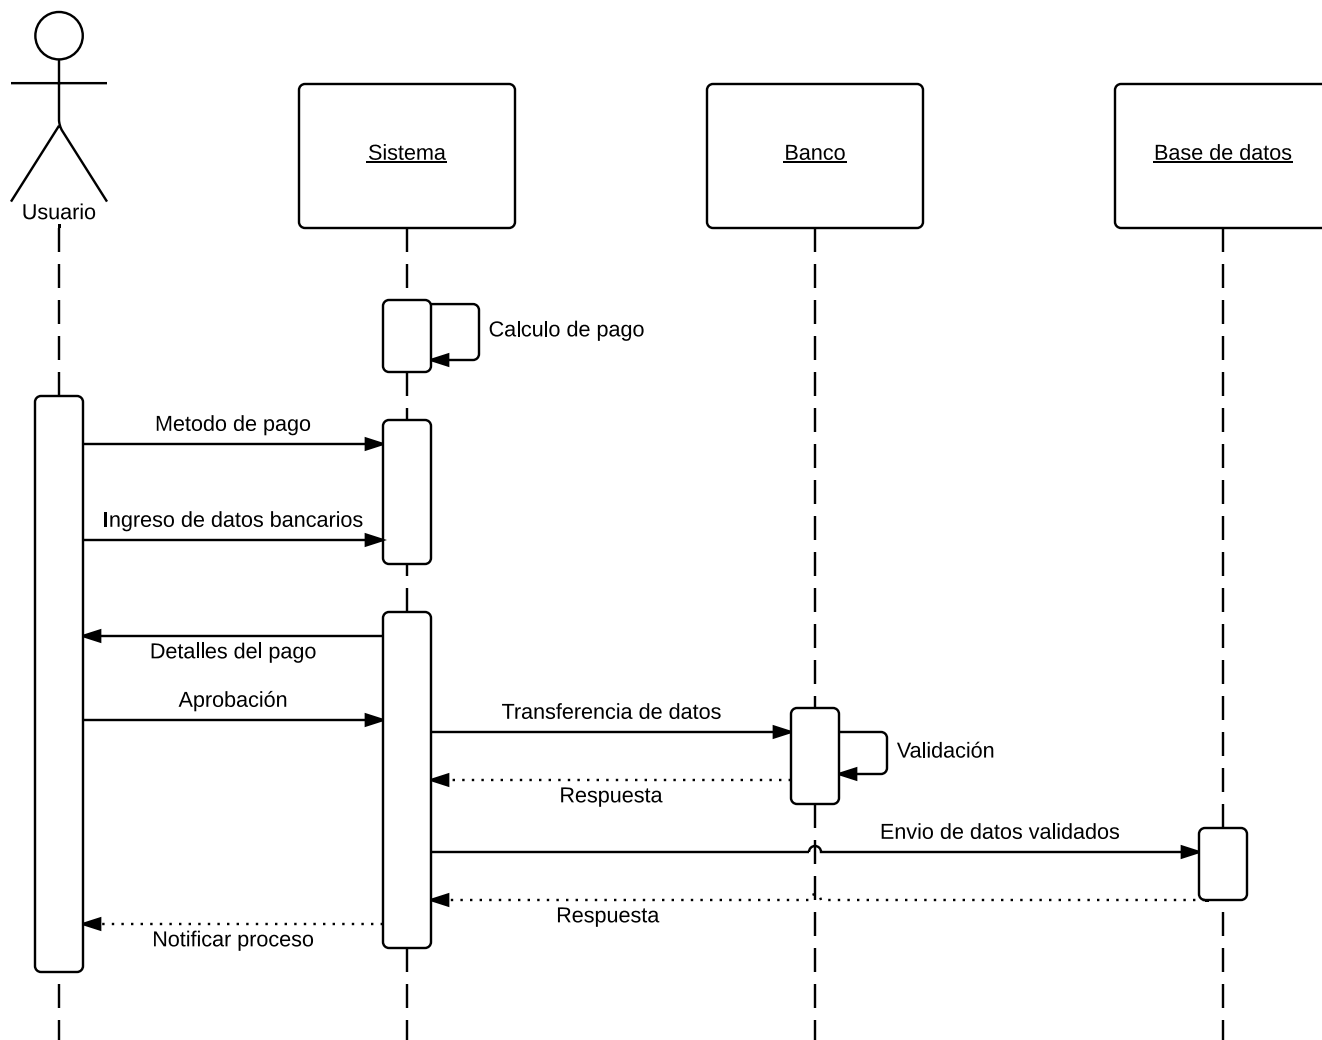 Usuario
Sistema
Banco
Base de datos
Calculo de pago
Metodo de pago
Ingreso de datos bancarios
Detalles del pago
Aprobación
Transferencia de datos
Validación
Respuesta
Envio de datos validados
Respuesta
Notificar proceso